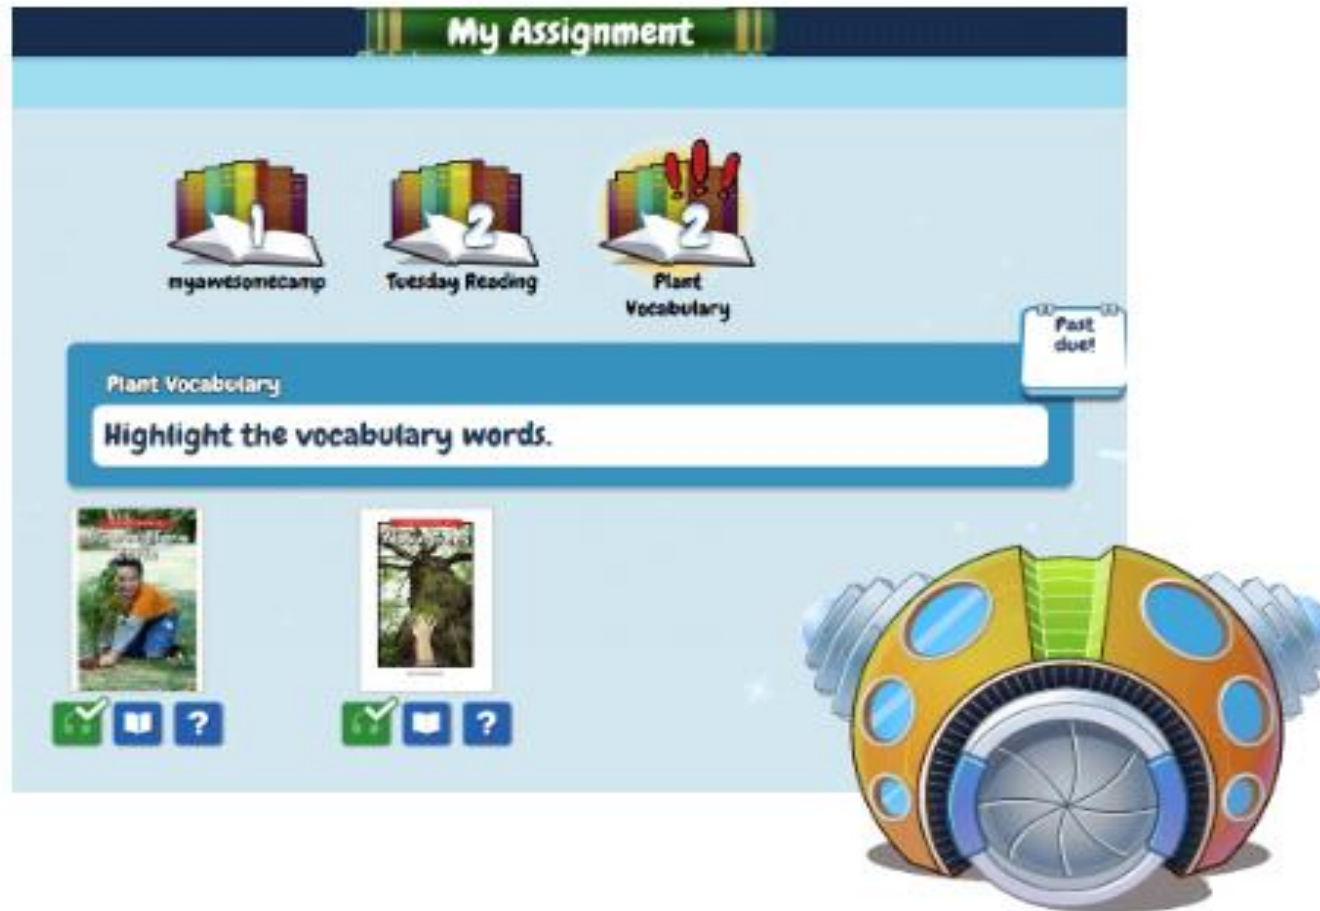 My Assignment
1
2
!!!
2
myawesomecamp
Tuesday Reading
Plant
Vocabulary
Past
due!
Plant Vocabulary
Highlight the vocabulary words.
?
?